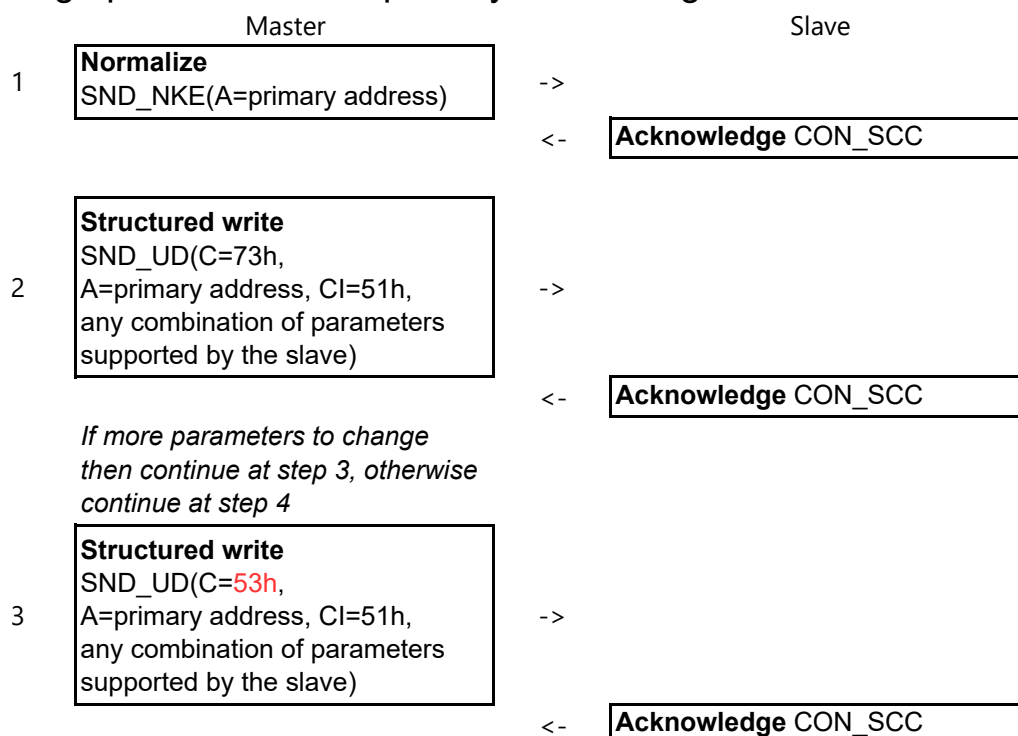 Master Slave
1
Normalize
SND_NKE(A=primary address)
->
<- Acknowledge CON_SCC
Structured write
SND_UD(C=73h,
2 A=primary address, CI=51h, ->
any combination of parameters
supported by the slave)
<- Acknowledge CON_SCC
If more parameters to change
then continue at step 3, otherwise
continue at step 4
Structured write
SND_UD(C=53h,
3 A=primary address, CI=51h, ->
any combination of parameters
supported by the slave)
<- Acknowledge CON_SCC